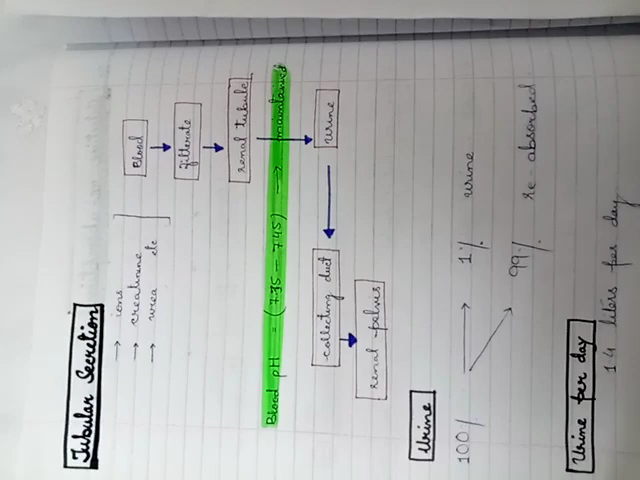 Tubular Secretion
→ ions
→ creatinine
→ urea etc
Blood
filterate
renal tubule
Blood pH = (7.35 - 7.45) → maintained
urine
collecting duct
renal pelvis
Urine
100% → 1% urine
99% re-absorbed
Urine per day
1.4 liters per day